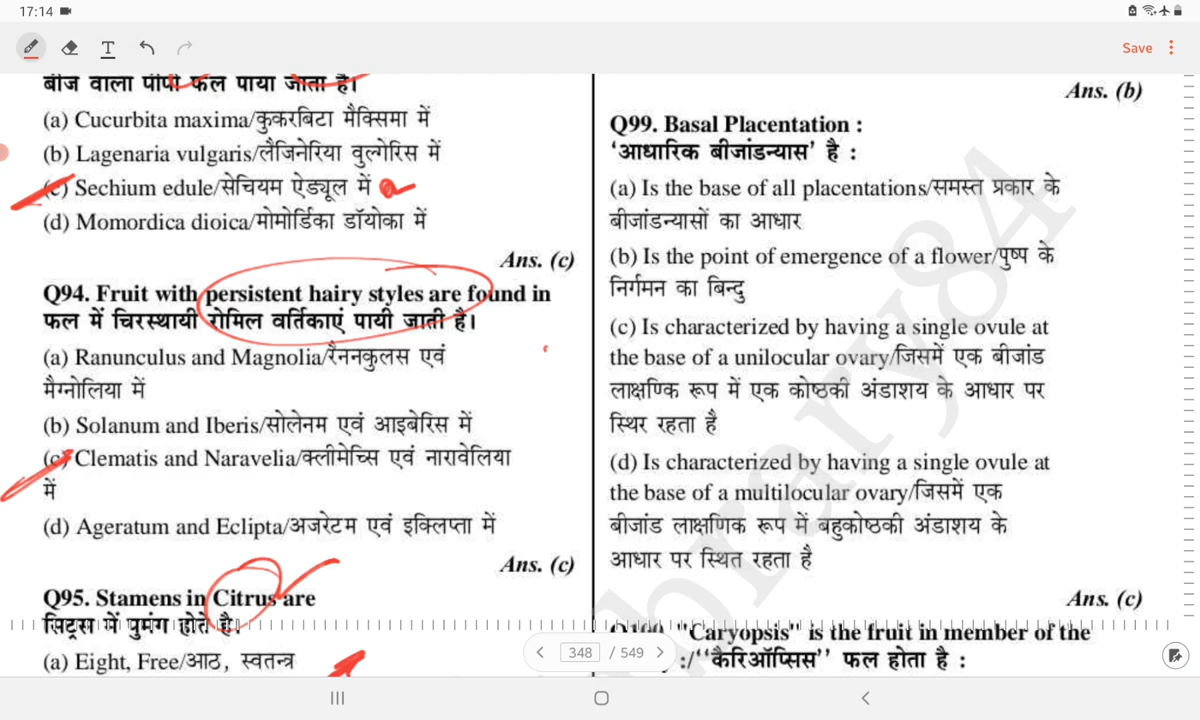 17:14
T
Save
बीज वाला पीपी फल पाया जाता है।
(a) Cucurbita maxima/कुकरबिटा मैक्सिमा में
(b) Lagenaria vulgaris/लैजिनेरिया वुल्गेरिस में
(c) Sechium edule/सेचियम ऐड्यूल में
(d) Momordica dioica/मोमोर्डिका डॉयोका में
Ans. (c)
Q94. Fruit with persistent hairy styles are found in
फल में चिरस्थायी रोमिल वर्तिकाएं पायी जाती है।
(a) Ranunculus and Magnolia/रैननकुलस एवं
मैग्नोलिया में
(b) Solanum and Iberis/सोलेनम एवं आइबेरिस में
(c) Clematis and Naravelia/क्लीमेच्सि एवं नारावेलिया
में
(d) Ageratum and Eclipta/अजरेटम एवं इक्लिप्ता में
Ans. (c)
Q95. Stamens in Citrus are
सिट्रस में पुमंग होते है:
(a) Eight, Free/आठ, स्वतन्त्र
Ans. (b)
Q99. Basal Placentation :
‘आधारिक बीजांडन्यास’ है :
(a) Is the base of all placentations/समस्त प्रकार के
बीजांडन्यासों का आधार
(b) Is the point of emergence of a flower/पुष्प के
निर्गमन का बिन्दु
(c) Is characterized by having a single ovule at
the base of a unilocular ovary/जिसमें एक बीजांड
लाक्षण्कि रूप में एक कोष्ठकी अंडाशय के आधार पर
स्थिर रहता है
(d) Is characterized by having a single ovule at
the base of a multilocular ovary/जिसमें एक
बीजांड लाक्षणिक रूप में बहुकोष्ठकी अंडाशय के
आधार पर स्थित रहता है
Ans. (c)
Q100. "Caryopsis" is the fruit in member of the
:/‘‘कैरिऑप्सिस’’ फल होता है :
348 / 549